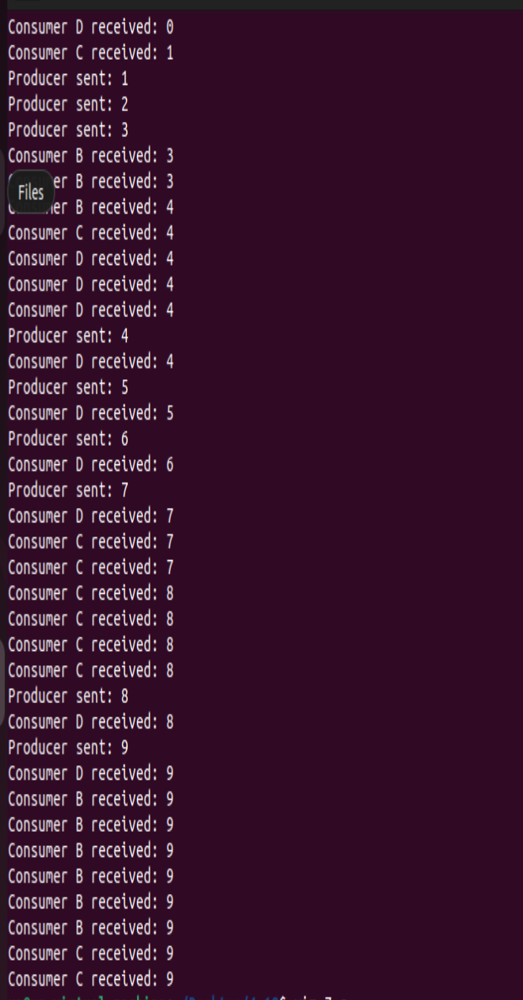 Consumer D received: 0
Consumer C received: 1
Producer sent: 1
Producer sent: 2
Producer sent: 3
Consumer B received: 3
er B received: 3
Files
er B received: 4
Consumer C received: 4
Consumer D received: 4
Consumer D received: 4
Consumer D received: 4
Producer sent: 4
Consumer D received: 4
Producer sent: 5
Consumer D received: 5
Producer sent: 6
Consumer D received: 6
Producer sent: 7
Consumer D received: 7
Consumer C received: 7
Consumer C received: 7
Consumer C received: 8
Consumer C received: 8
Consumer C received: 8
Consumer C received: 8
Producer sent: 8
Consumer D received: 8
Producer sent: 9
Consumer D received: 9
Consumer B received: 9
Consumer B received: 9
Consumer B received: 9
Consumer B received: 9
Consumer B received: 9
Consumer B received: 9
Consumer C received: 9
Consumer C received: 9